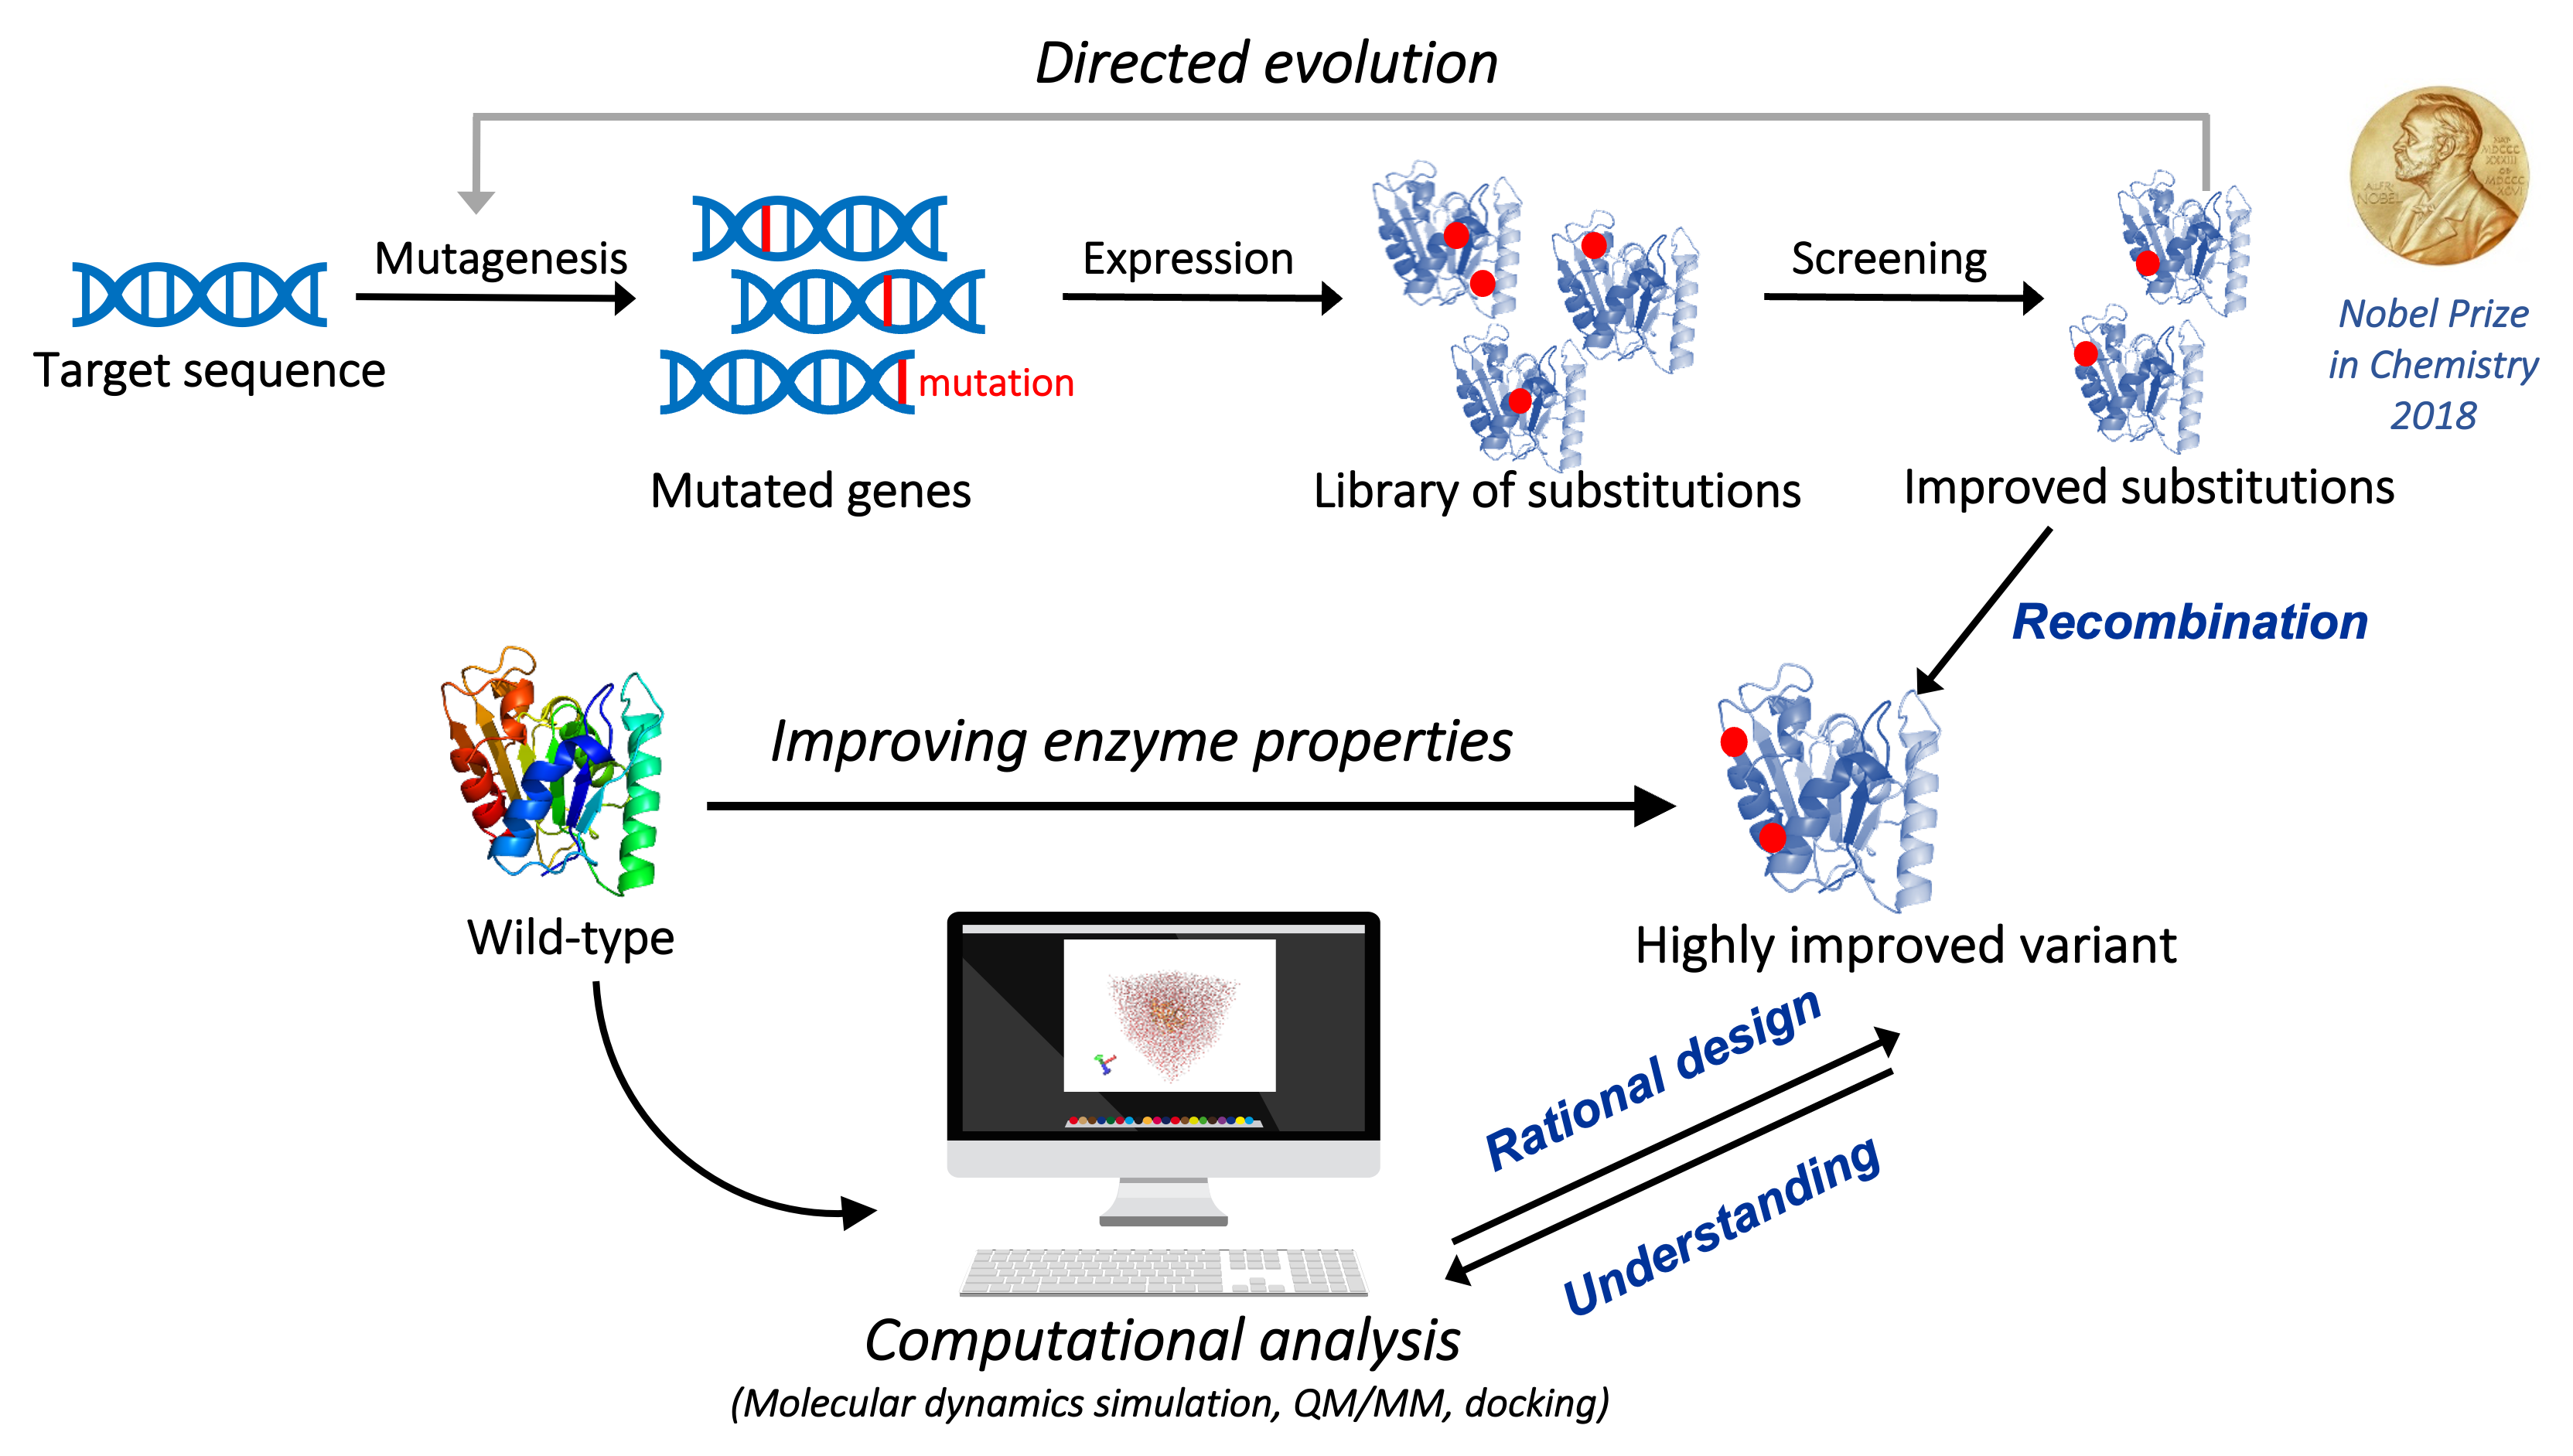 Directed evolution
Mutagenesis
Expression
Screening
Target sequence
mutation
Mutated genes
Library of substitutions
Improved substitutions
Nobel Prize
in Chemistry
2018
Recombination
Improving enzyme properties
Wild-type
Highly improved variant
Rational design
Understanding
Computational analysis
(Molecular dynamics simulation, QM/MM, docking)